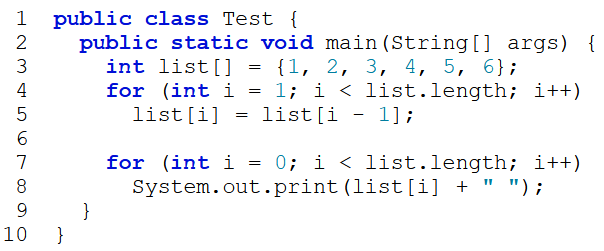 1 public class Test {
2   public static void main(String[] args) {
3     int list[] = {1, 2, 3, 4, 5, 6};
4     for (int i = 1; i < list.length; i++)
5       list[i] = list[i - 1];
6
7     for (int i = 0; i < list.length; i++)
8       System.out.print(list[i] + " ");
9   }
10 }